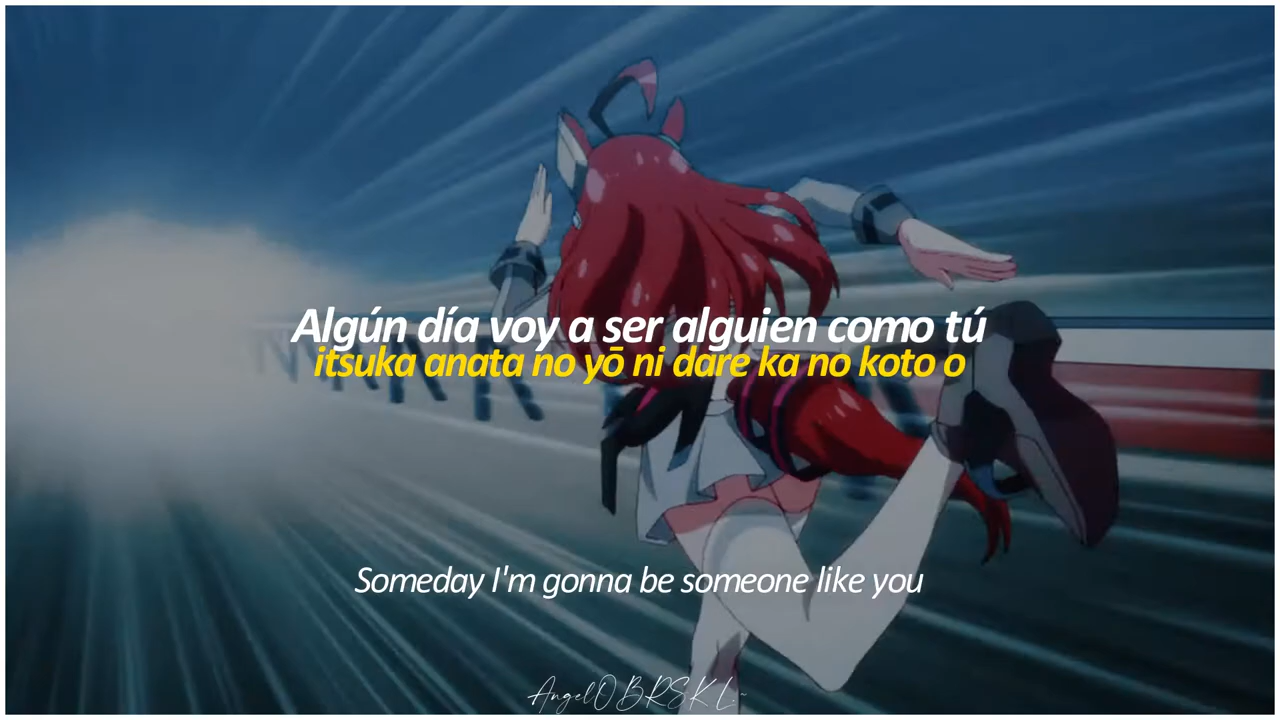 Algún día voy a ser alguien como tú
itsuka anata no yō ni dare ka no koto o
Someday I'm gonna be someone like you
AngelOBRSKL~